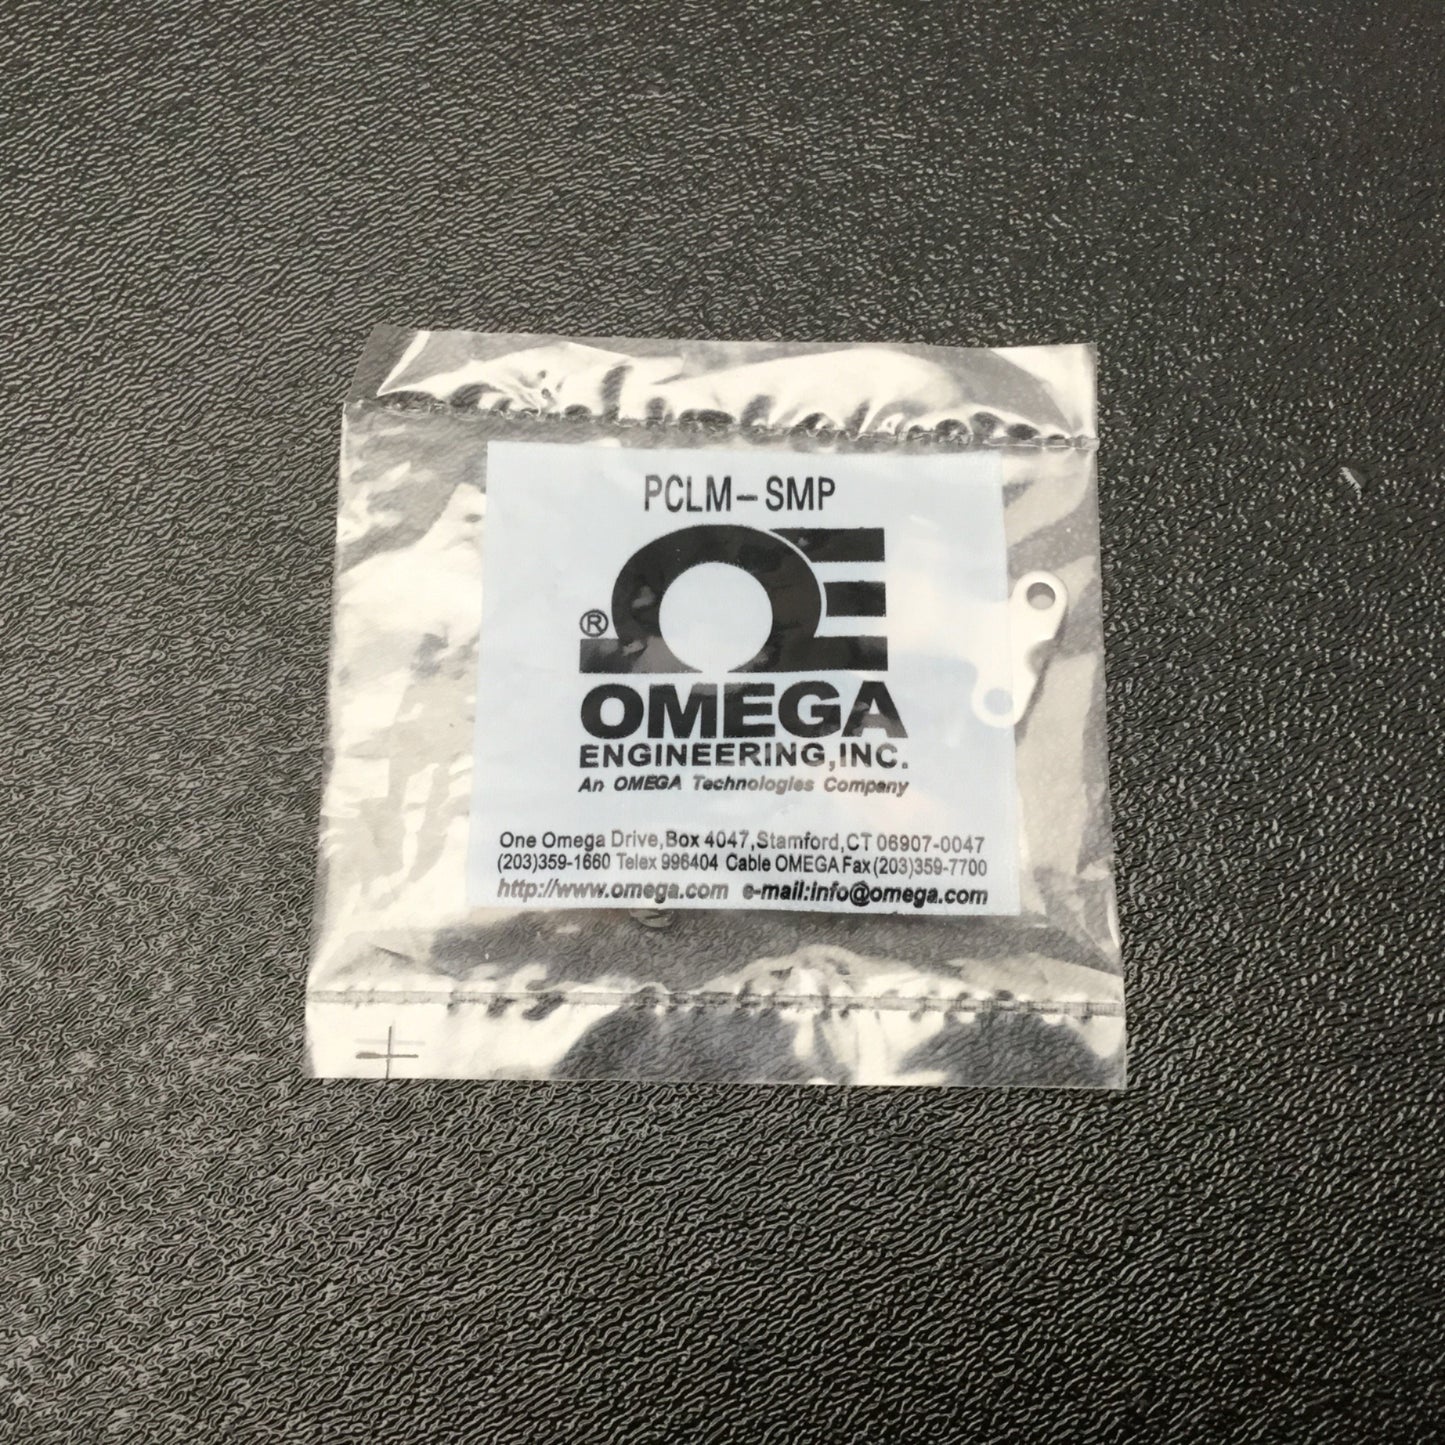 PCLM-SMP
®
OMEGA
ENGINEERING,INC.
An OMEGA Technologies Company
One Omega Drive,Box 4047,Stamford,CT 06907-0047
(203)359-1660 Telex 996404 Cable OMEGA Fax(203)359-7700
http://www.omega.com e-mail:info@omega.com